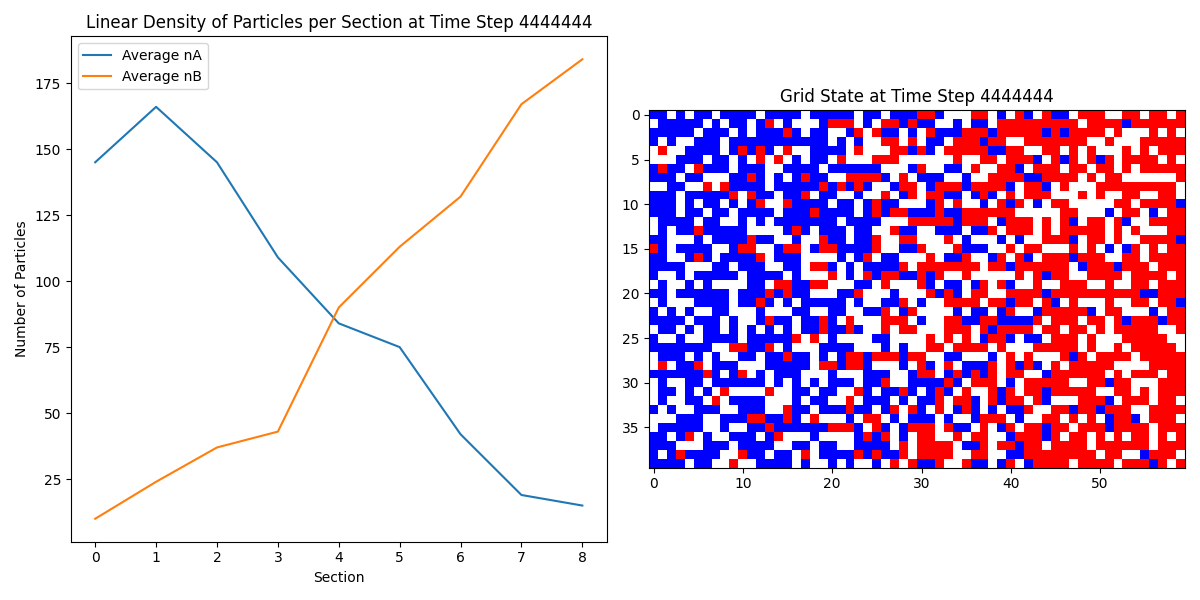 Linear Density of Particles per Section at Time Step 4444444
Average nA
Average nB
175
150
125
100
75
50
25
Number of Particles
0 1 2 3 4 5 6 7 8
Section
Grid State at Time Step 4444444
0
5
10
15
20
25
30
35
0 10 20 30 40 50